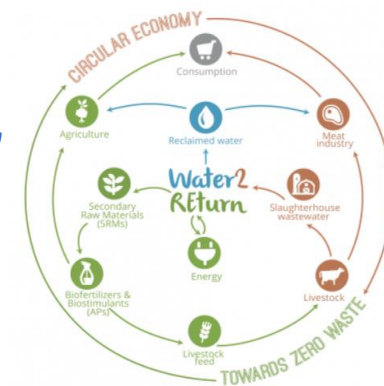 CIRCULAR ECONOMY
Consumption
Agriculture
Reclaimed water
Meat
industry
Water2
REturn
Secondary
Raw Materials
(SRMs)
Slaughterhouse
wastewater
Energy
Biofertilizers &
Biostimulants
(APs)
Livestock
Livestock
feed
TOWARDS ZERO WASTE